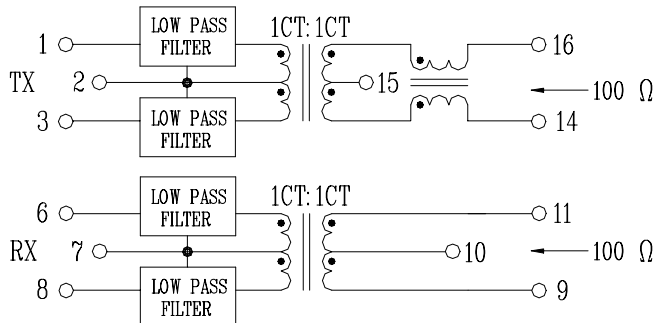 LOW PASS
FILTER
1CT: 1CT
1
16
TX
2
15
100 Ω
LOW PASS
FILTER
3
14
LOW PASS
FILTER
1CT: 1CT
6
11
RX
7
10
100 Ω
LOW PASS
FILTER
8
9